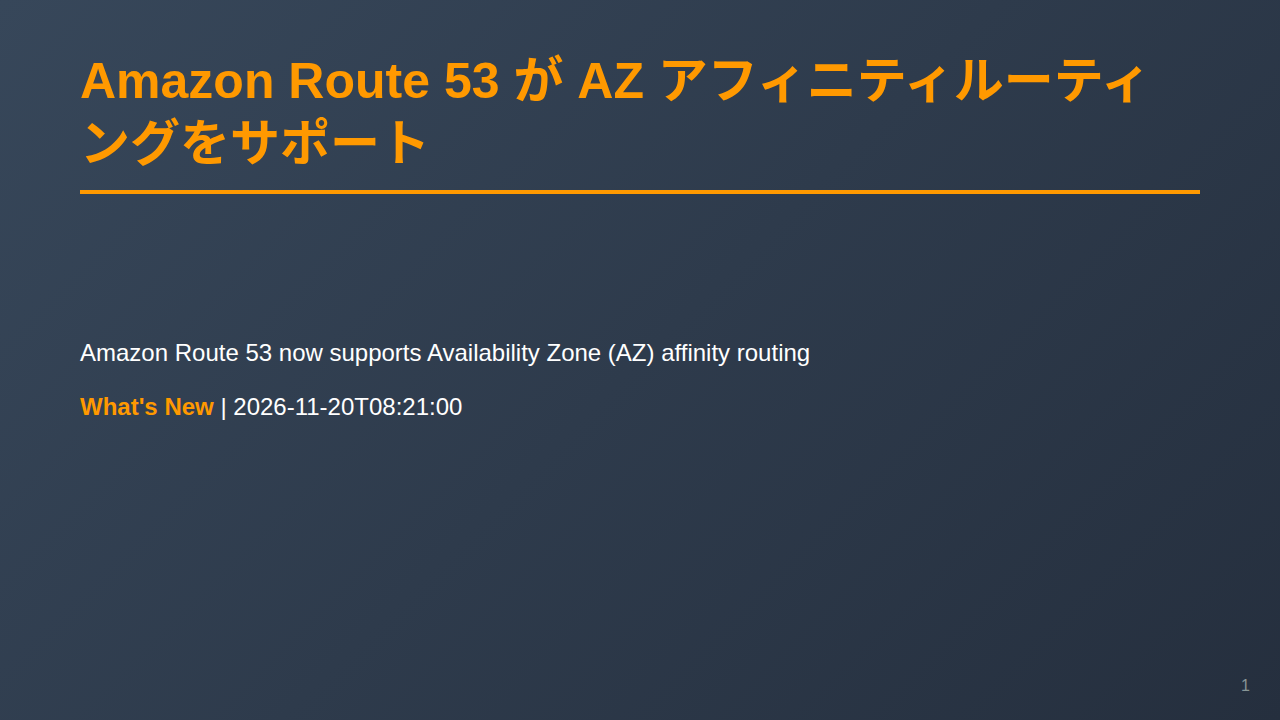 Amazon Route 53 が AZ アフィニティルーティ
ングをサポート
Amazon Route 53 now supports Availability Zone (AZ) affinity routing
What's New | 2026-11-20T08:21:00
1